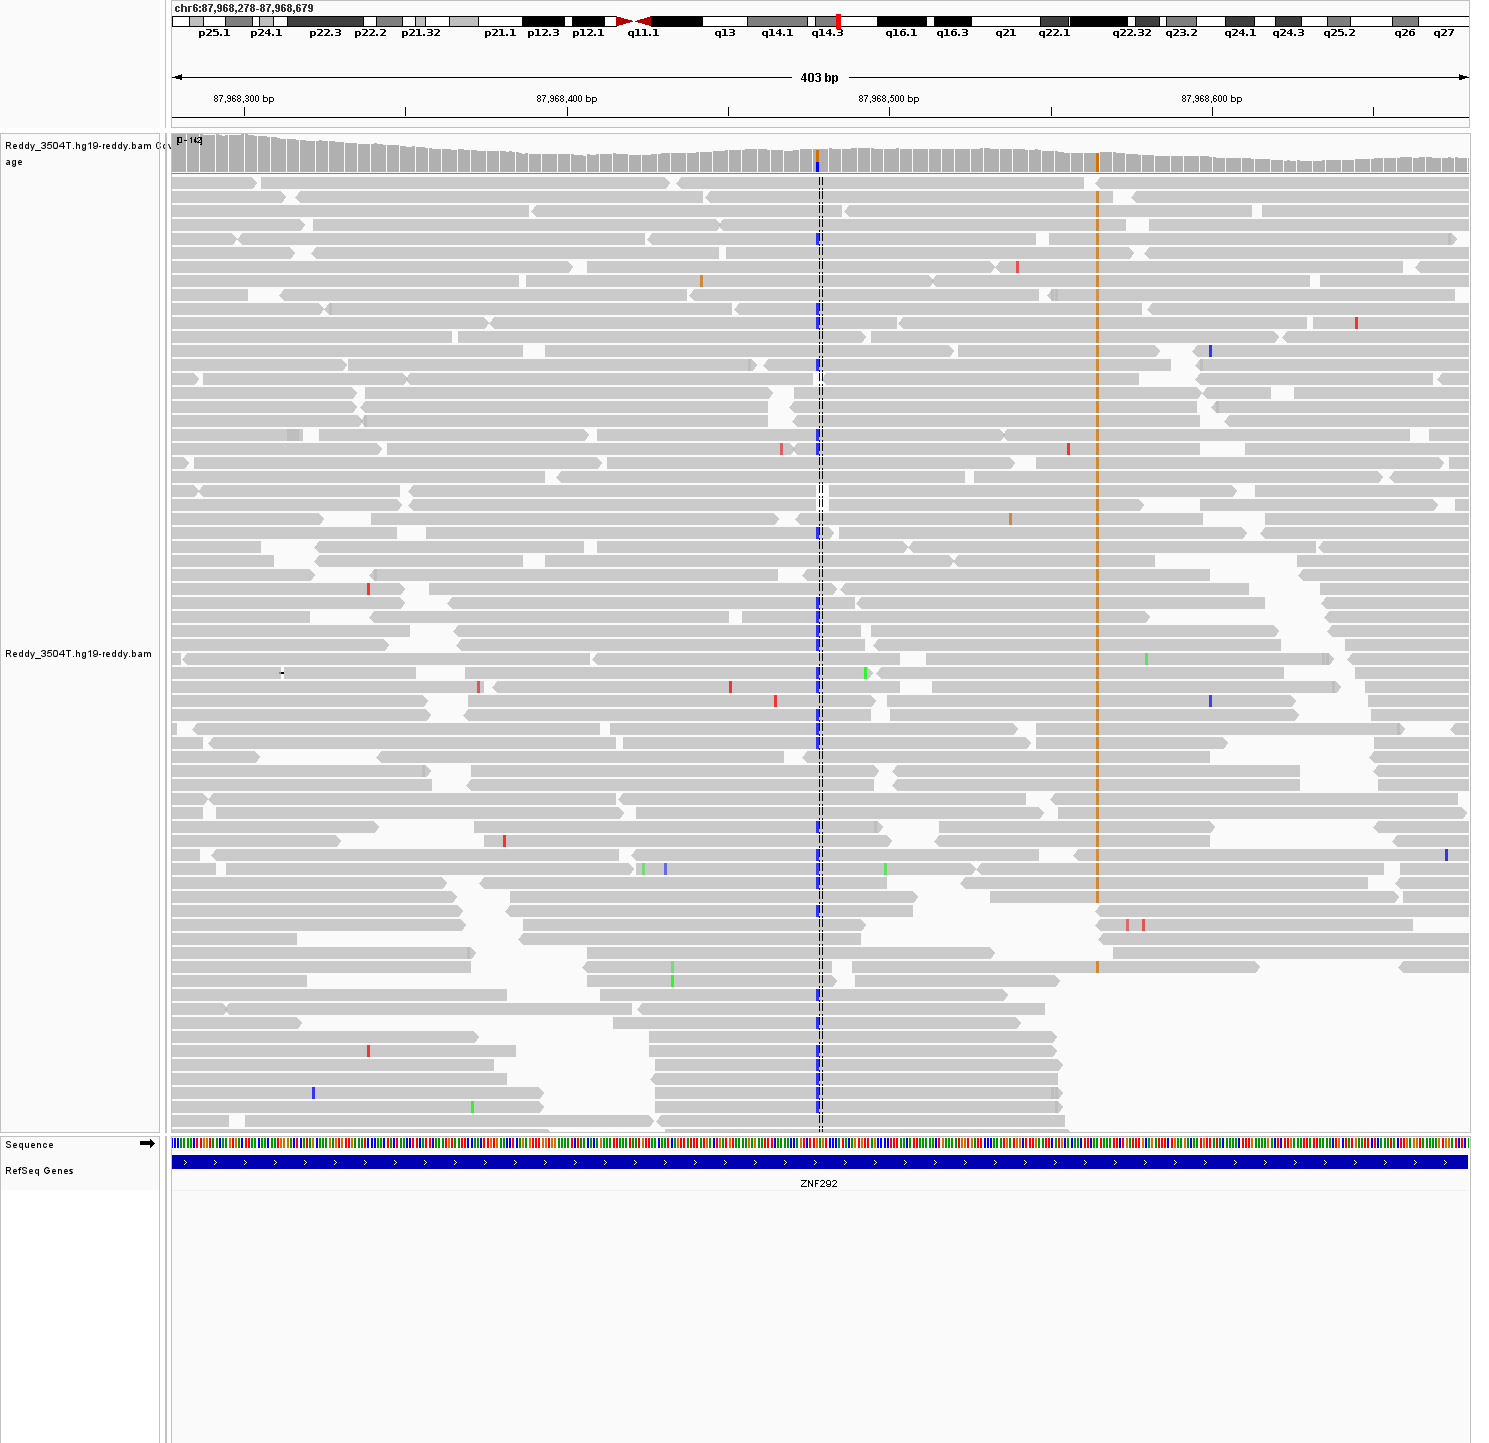 chr6:87,968,278-87,968,679
p25.1 p24.1 p22.3 p22.2 p21.32 p21.1 p12.3 p12.1 q11.1 q13 q14.1 q14.3 q16.1 q16.3 q21 q22.1 q22.32 q23.2 q24.1 q24.3 q25.2 q26 q27
403 bp
87,968,300 bp 87,968,400 bp 87,968,500 bp 87,968,600 bp
Reddy_3504T.hg19-reddy.bam Cov
age
[0 - 142]
Reddy_3504T.hg19-reddy.bam
Sequence
RefSeq Genes
ZNF292